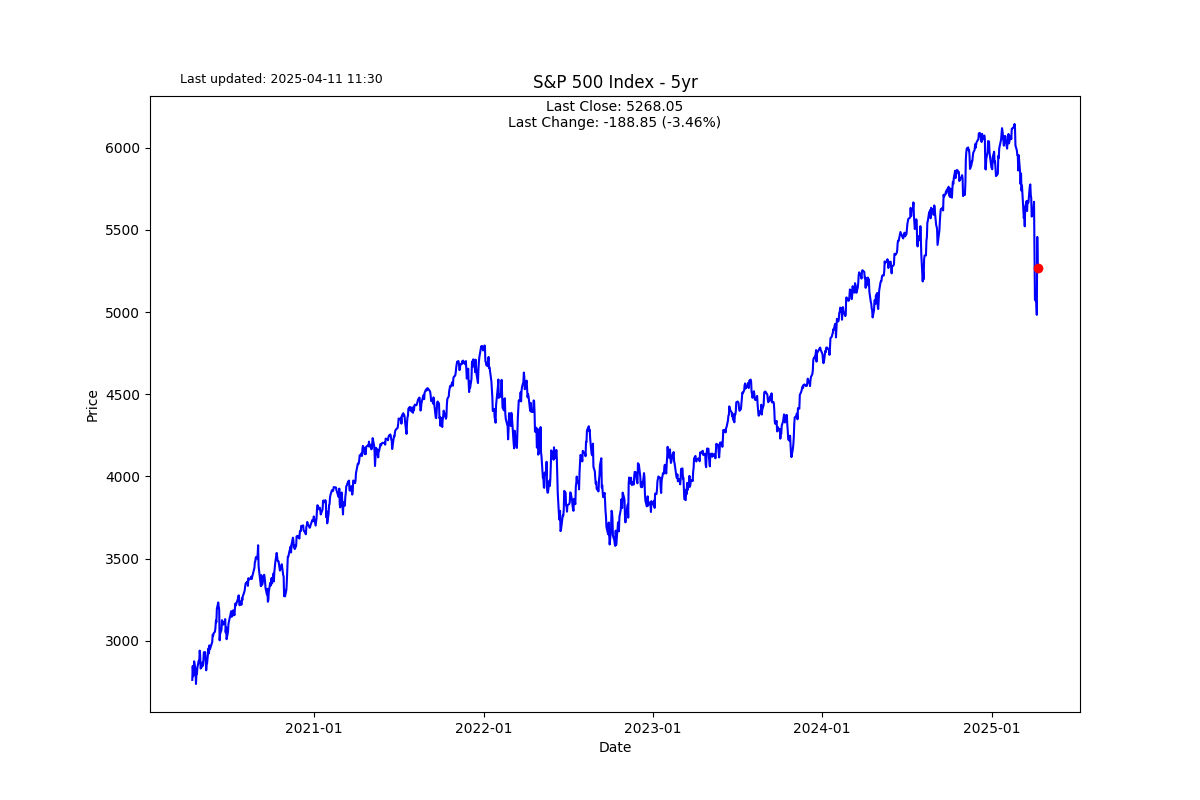 Last updated: 2025-04-11 11:30
S&P 500 Index - 5yr
Last Close: 5268.05
Last Change: -188.85 (-3.46%)
6000
5500
5000
4500
4000
3500
3000
Price
2021-01
2022-01
2023-01
2024-01
2025-01
Date